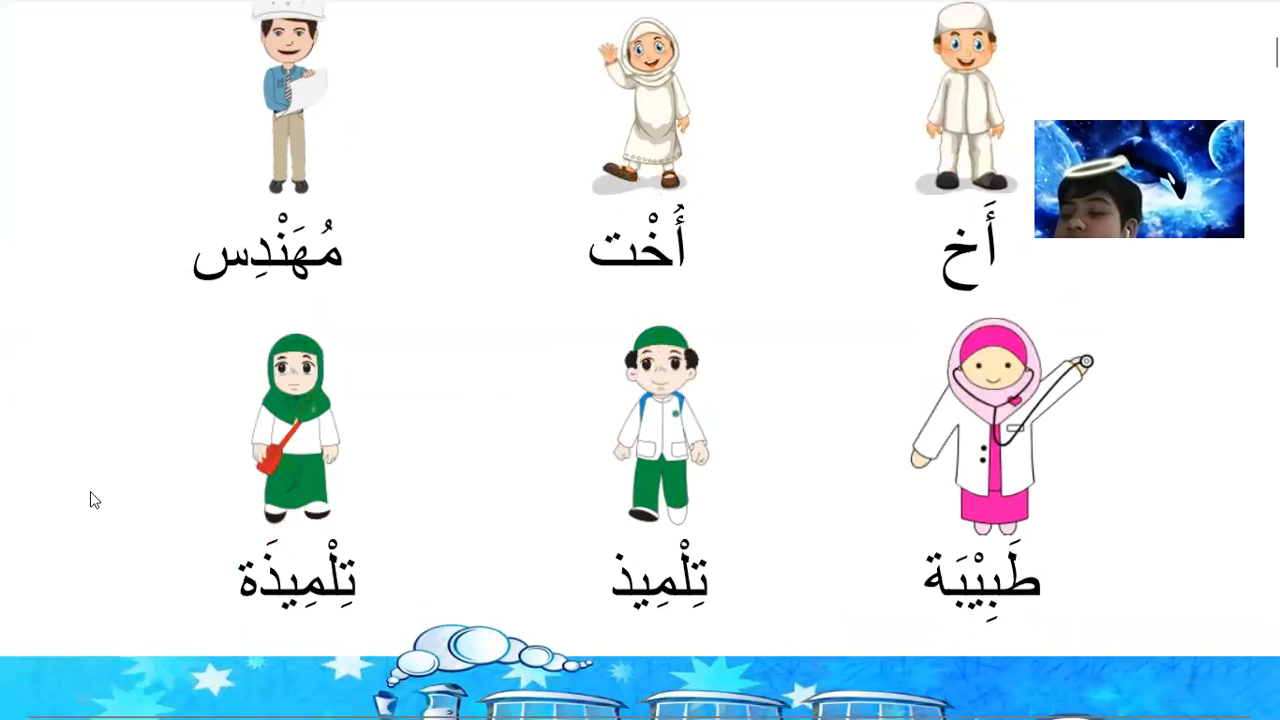 أَخ أُخْت مُهَنْدِس
طَبِيْبَة تِلْمِيذ تِلْمِيذَة